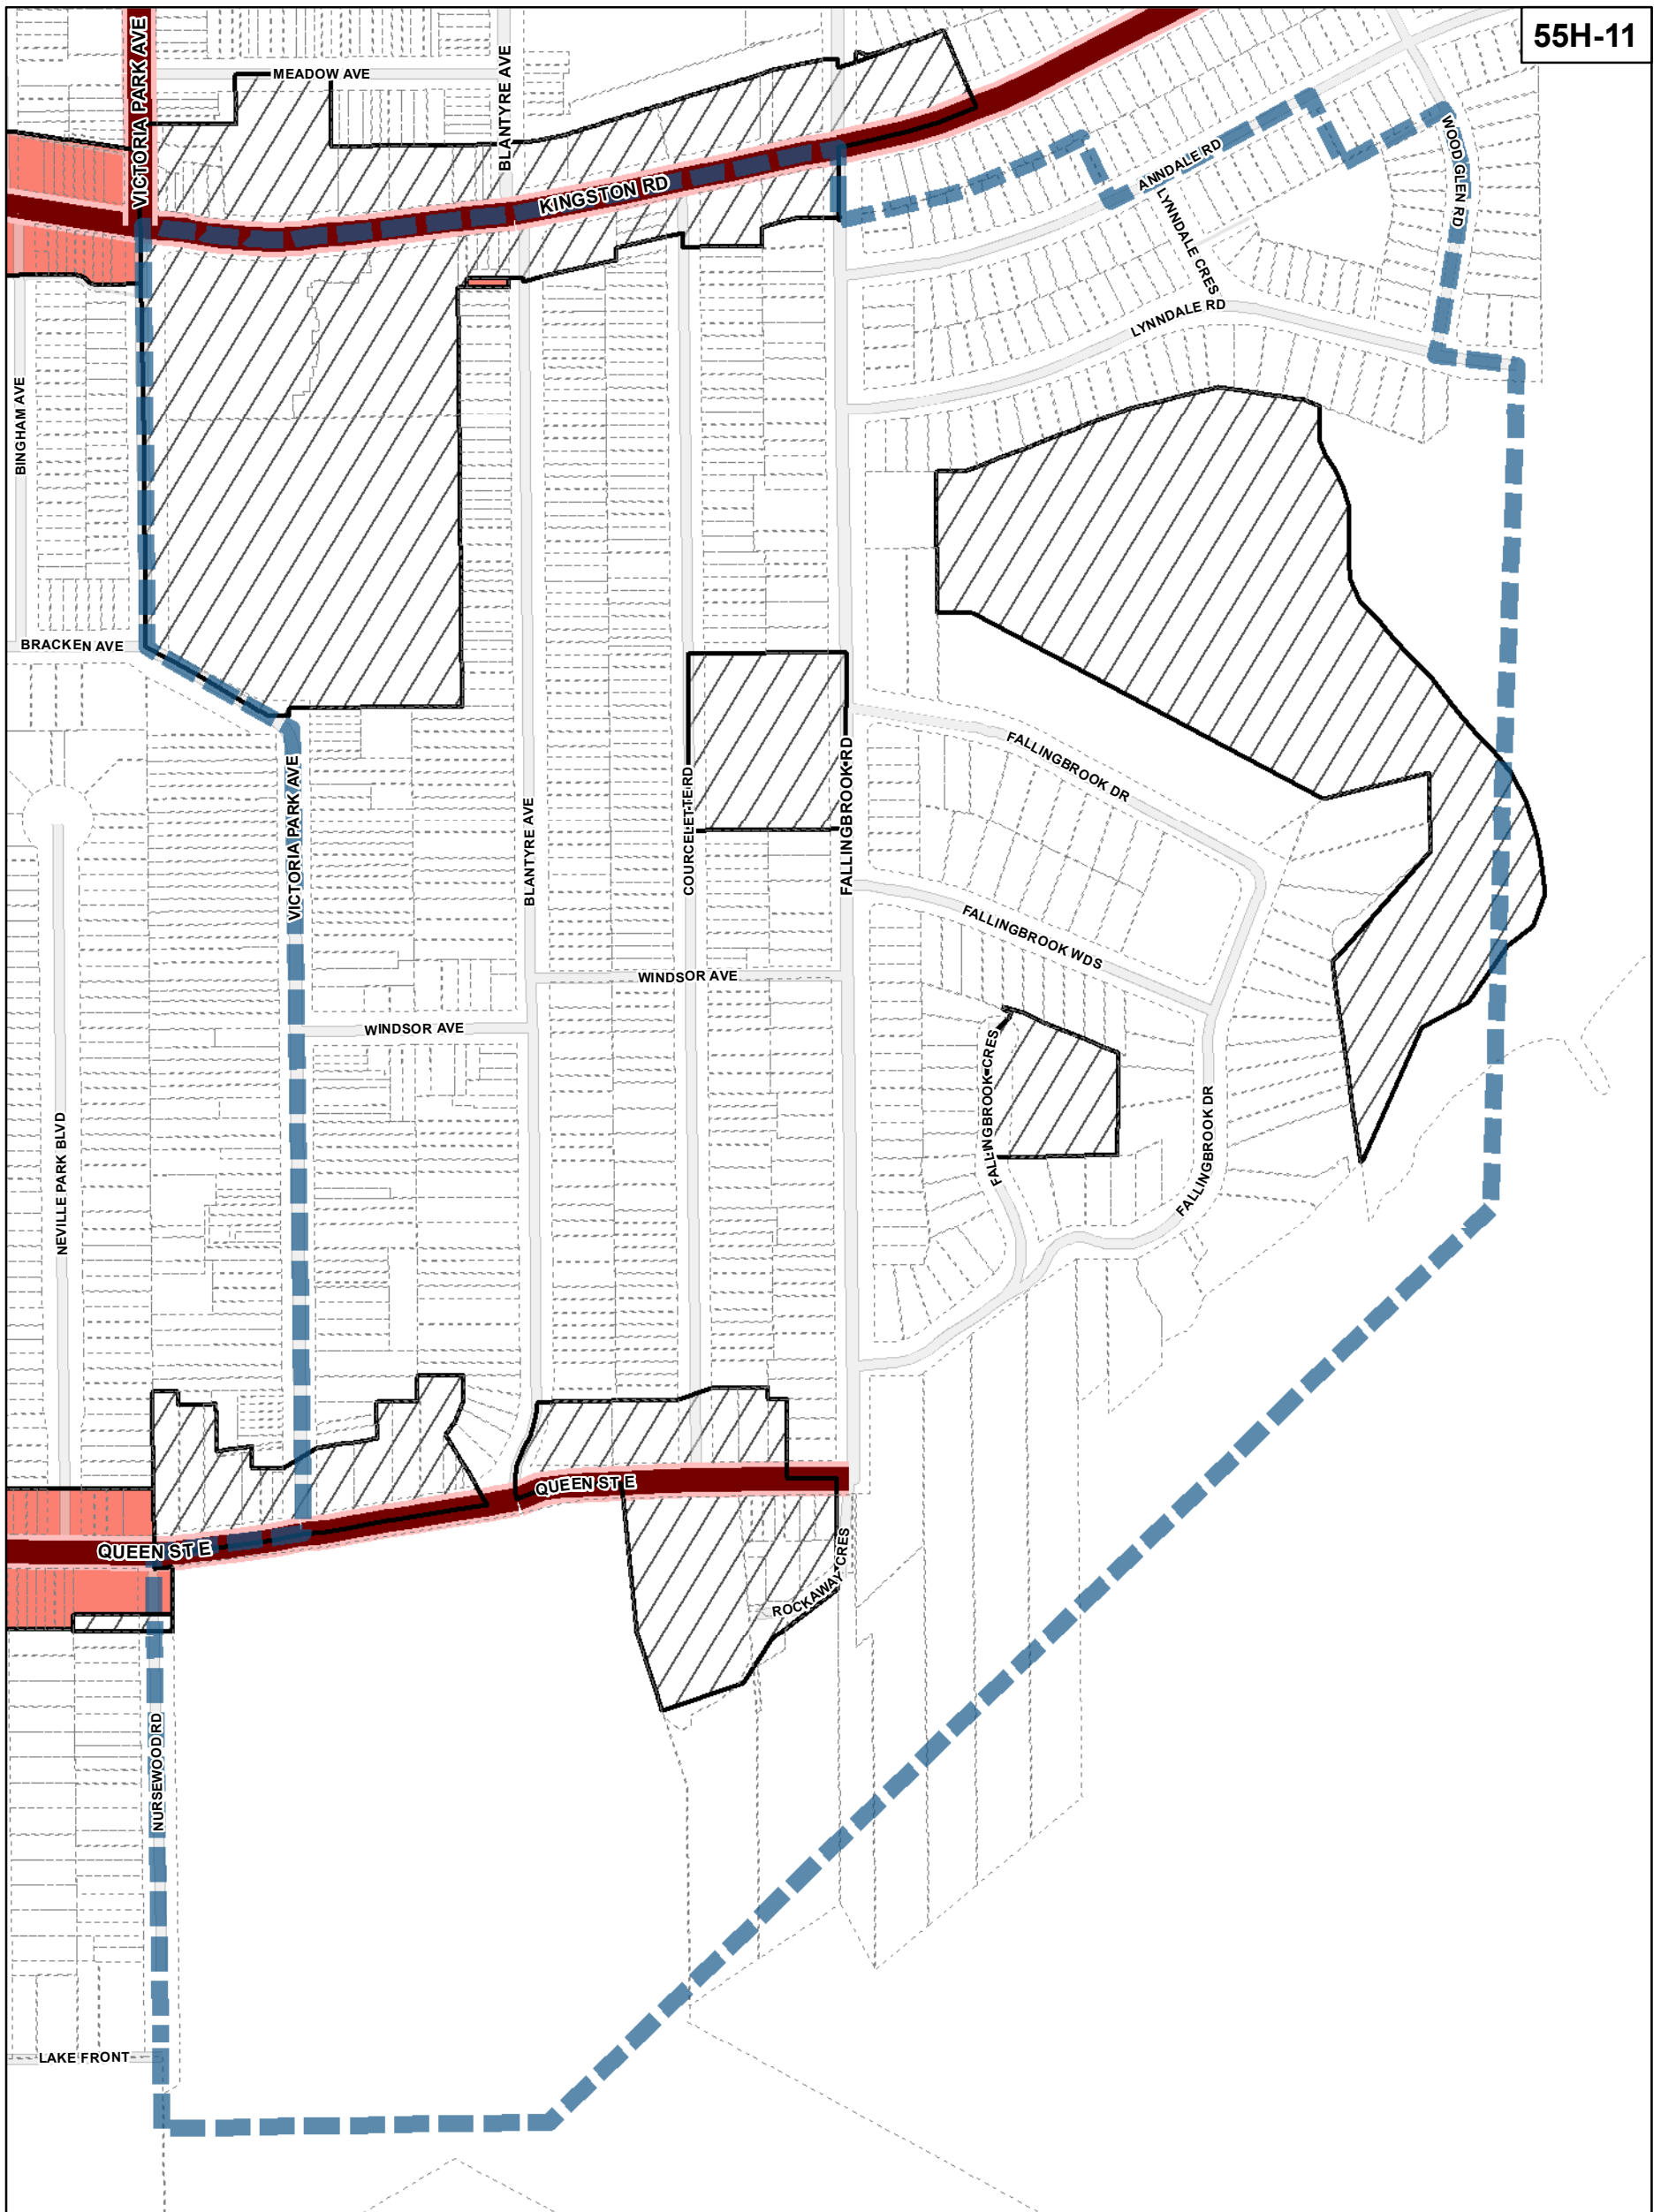 55H-11
VICTORIA PARK AVE
MEADOW AVE
BLANTYRE AVE
KINGSTON RD
ANNDALE RD
WOOD GLEN RD
LYNNDALE CRES
LYNNDALE RD
BINGHAM AVE
BRACKEN AVE
VICTORIA PARK AVE
BLANTYRE AVE
COURCELETTE RD
FALLINGBROOK RD
FALLINGBROOK DR
FALLINGBROOK WDS
WINDSOR AVE
WINDSOR AVE
FALLINGBROOK CRES
FALLINGBROOK DR
NEVILLE PARK BLVD
QUEEN ST E
QUEEN ST E
ROCKAWAY CRES
NURSEWOOD RD
LAKE FRONT